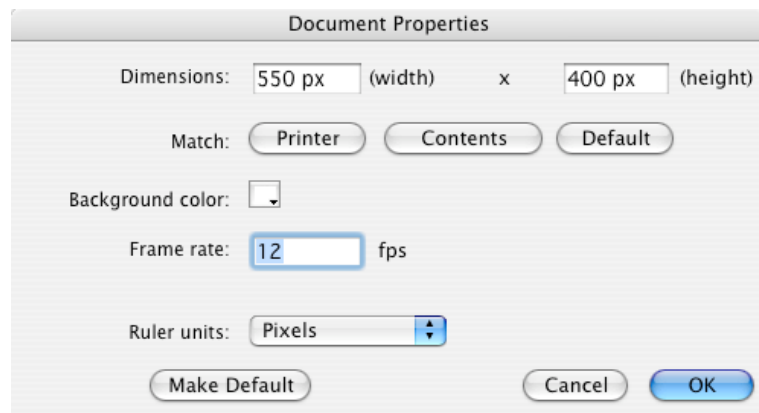 Document Properties
Dimensions: 550 px (width) x 400 px (height)
Match: Printer Contents Default
Background color:
Frame rate: 12 fps
Ruler units: Pixels
Make Default Cancel OK